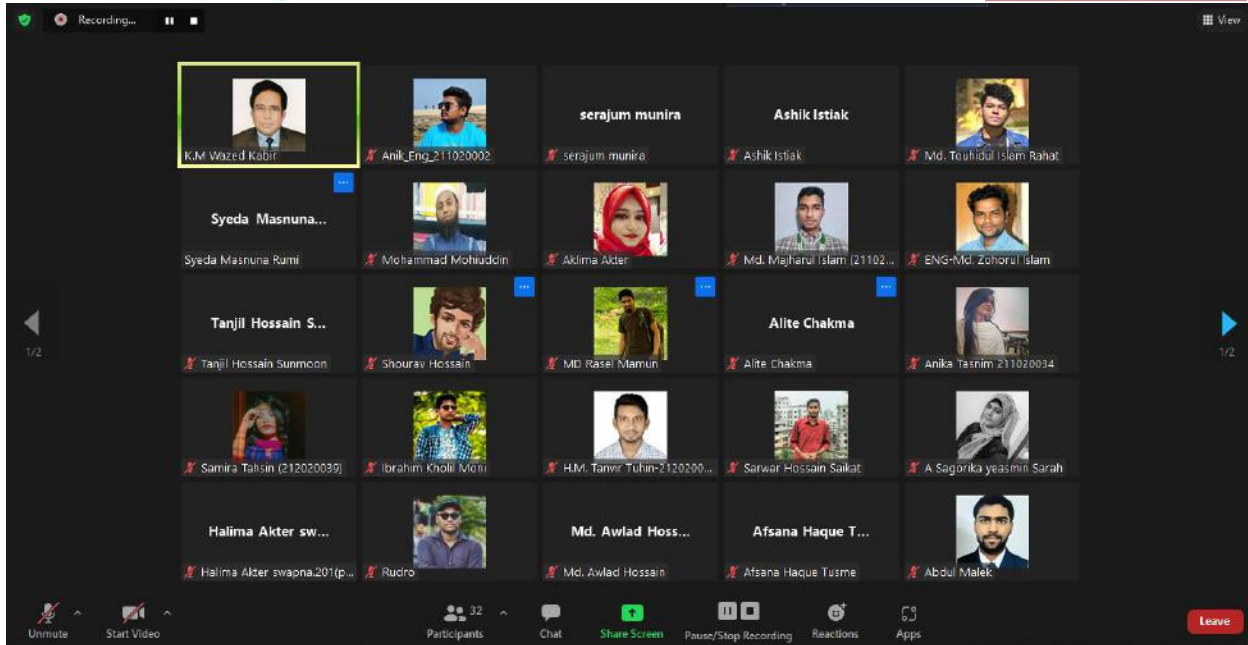 Recording...
View
K.M Wazed Kabir
Anik_Eng_211020002
serajum munira
serajum munira
Ashik Istiak
Ashik Istiak
Md. Touhidul Islam Rahat
Syeda Masnuna...
Syeda Masnuna Rumi
Mohammad Mohiuddin
Aklima Akter
Md. Majharul Islam (21102...
ENG-Md. Zohorul Islam
Tanjil Hossain S...
Tanjil Hossain Sunmoon
Shourav Hossain
MD Rasel Mamun
Alite Chakma
Alite Chakma
Anika Tasnim 211020034
1/2
1/2
Samira Tahsin (212020039)
Ibrahim Kholil Moni
H.M. Tanvir Tuhin-2120200...
Sarwar Hossain Saikat
A Sagorika yeasmin Sarah
Halima Akter sw...
Halima Akter swapna.201(p...
Rudro
Md. Awlad Hoss...
Md. Awlad Hossain
Afsana Haque T...
Afsana Haque Tusme
Abdul Malek
Unmute
Start Video
32
Participants
Chat
Share Screen
Pause/Stop Recording
Reactions
Apps
Leave